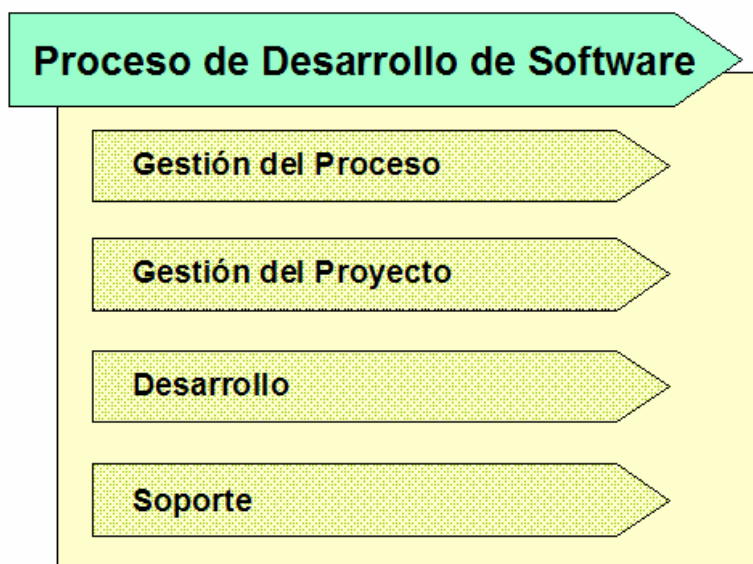 Proceso de Desarrollo de Software
Gestión del Proceso
Gestión del Proyecto
Desarrollo
Soporte